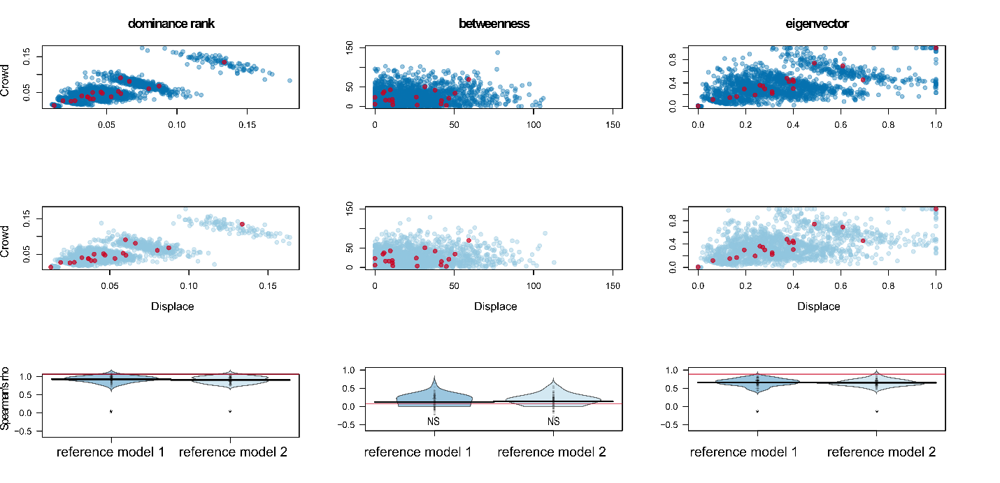 dominance rank betweenness eigenvector
Crowd
0.15
0.05
0.05 0.10 0.15
150
50
0
0 50 100 150
0.8
0.4
0.0
0.0 0.2 0.4 0.6 0.8 1.0
Crowd
0.15
0.05
0.05 0.10 0.15
150
50
0
0 50 100 150
0.8
0.4
0.0
0.0 0.2 0.4 0.6 0.8 1.0
Displace Displace Displace
Spearman's rho
1.0
0.5
0.0
−0.5
* *
reference model 1 reference model 2
1.0
0.5
0.0
−0.5
NS NS
reference model 1 reference model 2
1.0
0.5
0.0
−0.5
* *
reference model 1 reference model 2